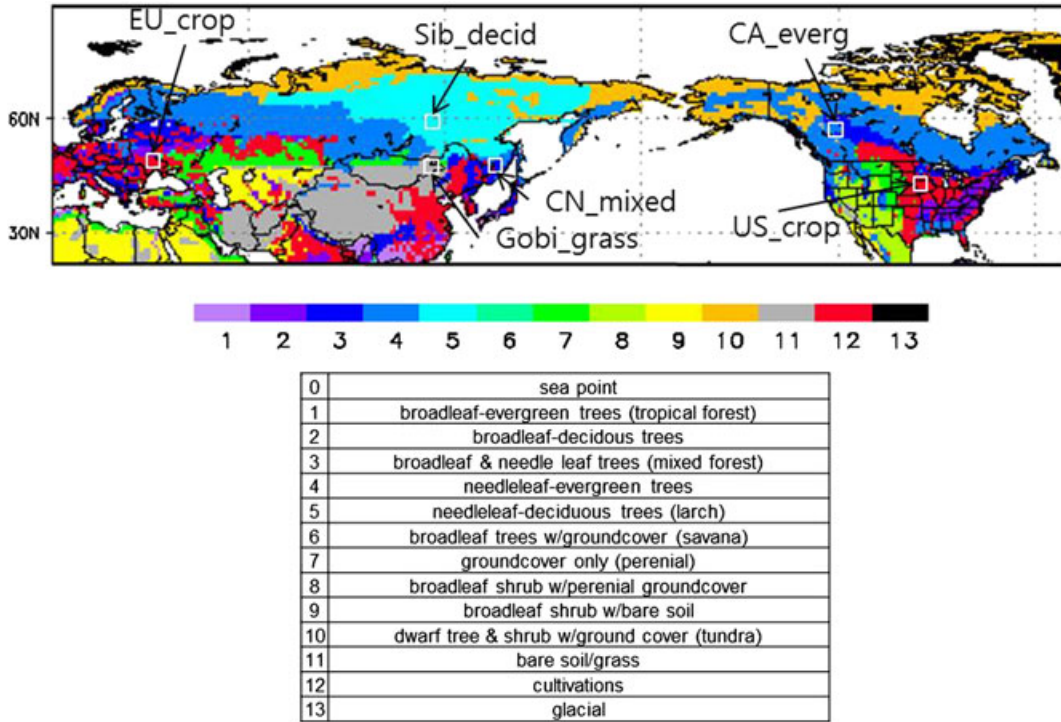 EU_crop
Sib_decid
CA_everg
60N
CN_mixed
US_crop
30N
Gobi_grass
1 2 3 4 5 6 7 8 9 10 11 12 13
0 sea point
1 broadleaf-evergreen trees (tropical forest)
2 broadleaf-decidous trees
3 broadleaf & needle leaf trees (mixed forest)
4 needleleaf-evergreen trees
5 needleleaf-deciduous trees (larch)
6 broadleaf trees w/groundcover (savana)
7 groundcover only (perenial)
8 broadleaf shrub w/perenial groundcover
9 broadleaf shrub w/bare soil
10 dwarf tree & shrub w/ground cover (tundra)
11 bare soil/grass
12 cultivations
13 glacial